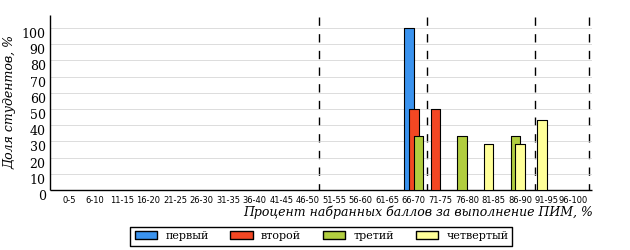 Доля студентов, %
100
90
80
70
60
50
40
30
20
10
0
0-5 6-10 11-15 16-20 21-25 26-30 31-35 36-40 41-45 46-50 51-55 56-60 61-65 66-70 71-75 76-80 81-85 86-90 91-95 96-100
Процент набранных баллов за выполнение ПИМ, %
первый второй третий четвертый